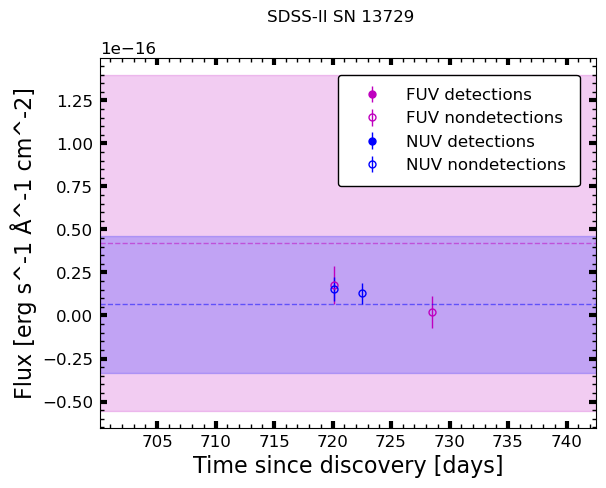 SDSS-II SN 13729
1e−16
FUV detections
FUV nondetections
NUV detections
NUV nondetections
1.25
1.00
0.75
0.50
0.25
0.00
−0.25
−0.50
Flux [erg s^-1 Å^-1 cm^-2]
705 710 715 720 725 730 735 740
Time since discovery [days]